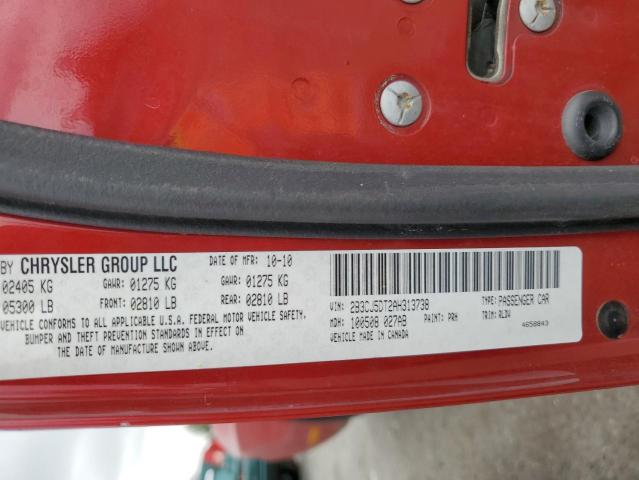 BY CHRYSLER GROUP LLC DATE OF MFR: 10-10
02405 KG GAWR: 01275 KG GAWR: 01275 KG
05300 LB FRONT: 02810 LB REAR: 02810 LB
VEHICLE CONFORMS TO ALL APPLICABLE U.S.A. FEDERAL MOTOR VEHICLE SAFETY,
BUMPER AND THEFT PREVENTION STANDARDS IN EFFECT ON
THE DATE OF MANUFACTURE SHOWN ABOVE.
VIN: 2B3CJ5DT2AH313738 TYPE: PASSENGER CAR
MDH: 100508 027AB PAINT: PRH TRIM: RLDV
VEHICLE MADE IN CANADA 4658843